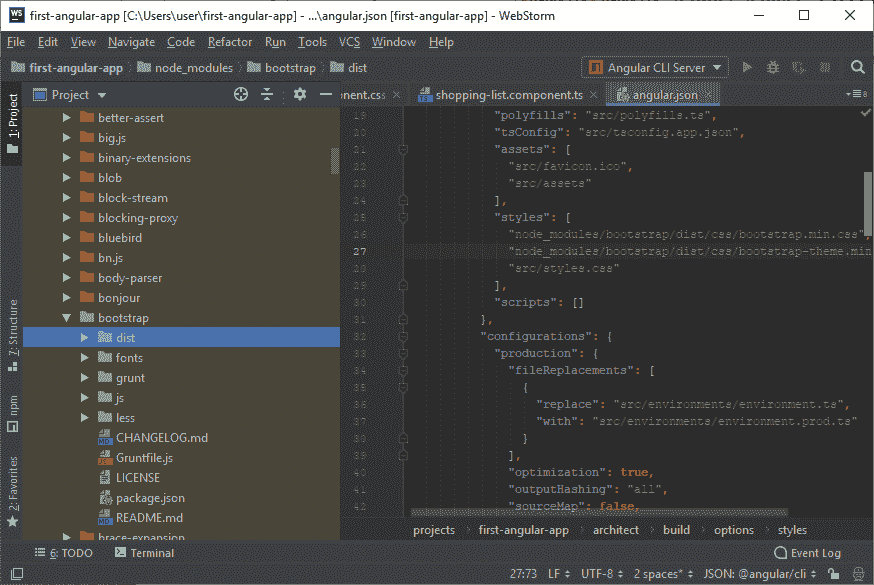 WS first-angular-app [C:\Users\user\first-angular-app] - ...\angular.json [first-angular-app] - WebStorm
File Edit View Navigate Code Refactor Run Tools VCS Window Help
first-angular-app node_modules bootstrap dist Angular CLI Server
1: Project
7: Structure
npm
2: Favorites
Project
better-assert
big.js
binary-extensions
blob
block-stream
blocking-proxy
bluebird
bn.js
body-parser
bonjour
bootstrap
dist
fonts
grunt
js
less
CHANGELOG.md
Gruntfile.js
LICENSE
package.json
README.md
brace-expansion
nent.css shopping-list.component.ts angular.json
19 "polyfills": "src/polyfills.ts",
20 "tsConfig": "src/tsconfig.app.json",
21 "assets": [
22 "src/favicon.ico",
23 "src/assets"
24 ],
25 "styles": [
26 "node_modules/bootstrap/dist/css/bootstrap.min.css",
27 "node_modules/bootstrap/dist/css/bootstrap-theme.min
28 "src/styles.css"
29 ],
30 "scripts": []
31 },
32 "configurations": {
33 "production": {
34 "fileReplacements": [
35 {
36 "replace": "src/environments/environment.ts",
37 "with": "src/environments/environment.prod.ts"
38 }
39 ],
40 "optimization": true,
41 "outputHashing": "all",
42 "sourceMap": false,
projects first-angular-app architect build options styles
6: TODO Terminal Event Log
27:73 LF UTF-8 2 spaces* JSON: @angular/cli